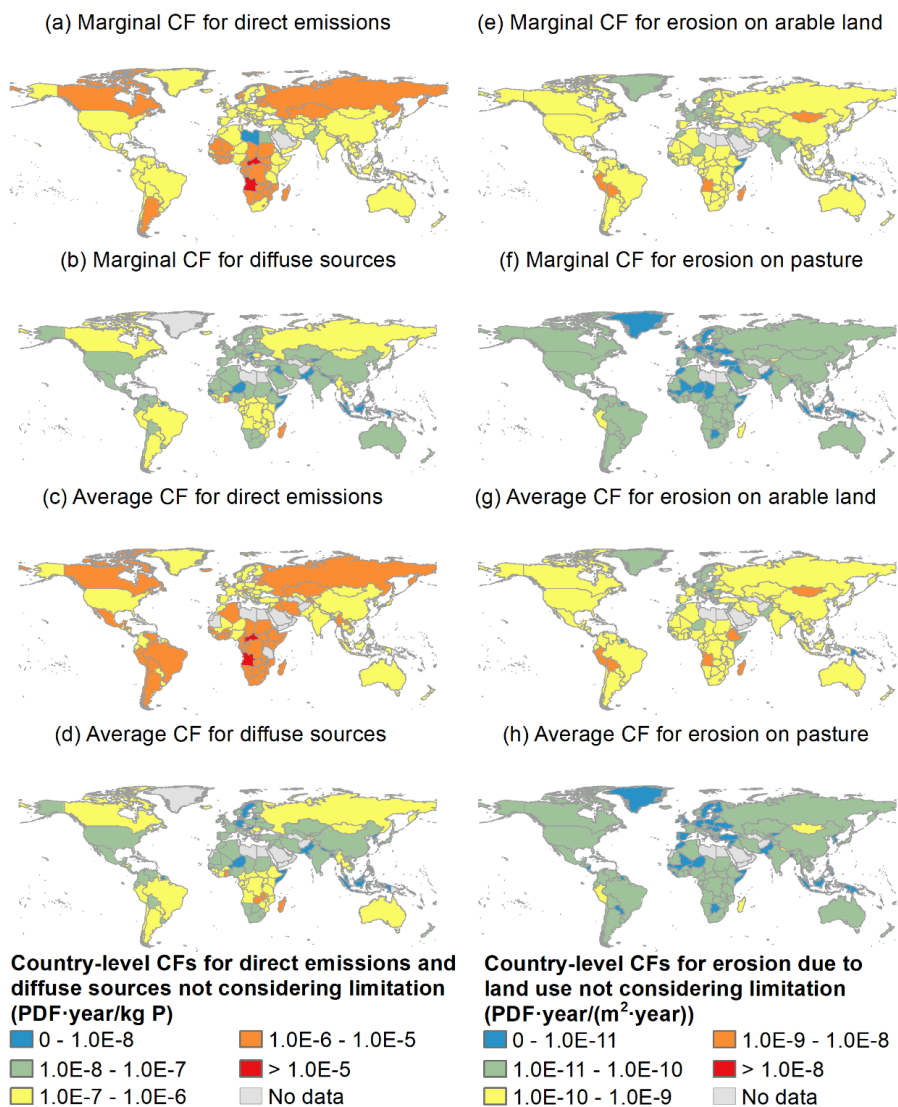 (a) Marginal CF for direct emissions
(e) Marginal CF for erosion on arable land
(b) Marginal CF for diffuse sources
(f) Marginal CF for erosion on pasture
(c) Average CF for direct emissions
(g) Average CF for erosion on arable land
(d) Average CF for diffuse sources
(h) Average CF for erosion on pasture
Country-level CFs for direct emissions and
diffuse sources not considering limitation
(PDF·year/kg P)
0 - 1.0E-8
1.0E-6 - 1.0E-5
1.0E-8 - 1.0E-7
> 1.0E-5
1.0E-7 - 1.0E-6
No data
Country-level CFs for erosion due to
land use not considering limitation
(PDF·year/(m²·year))
0 - 1.0E-11
1.0E-9 - 1.0E-8
1.0E-11 - 1.0E-10
> 1.0E-8
1.0E-10 - 1.0E-9
No data